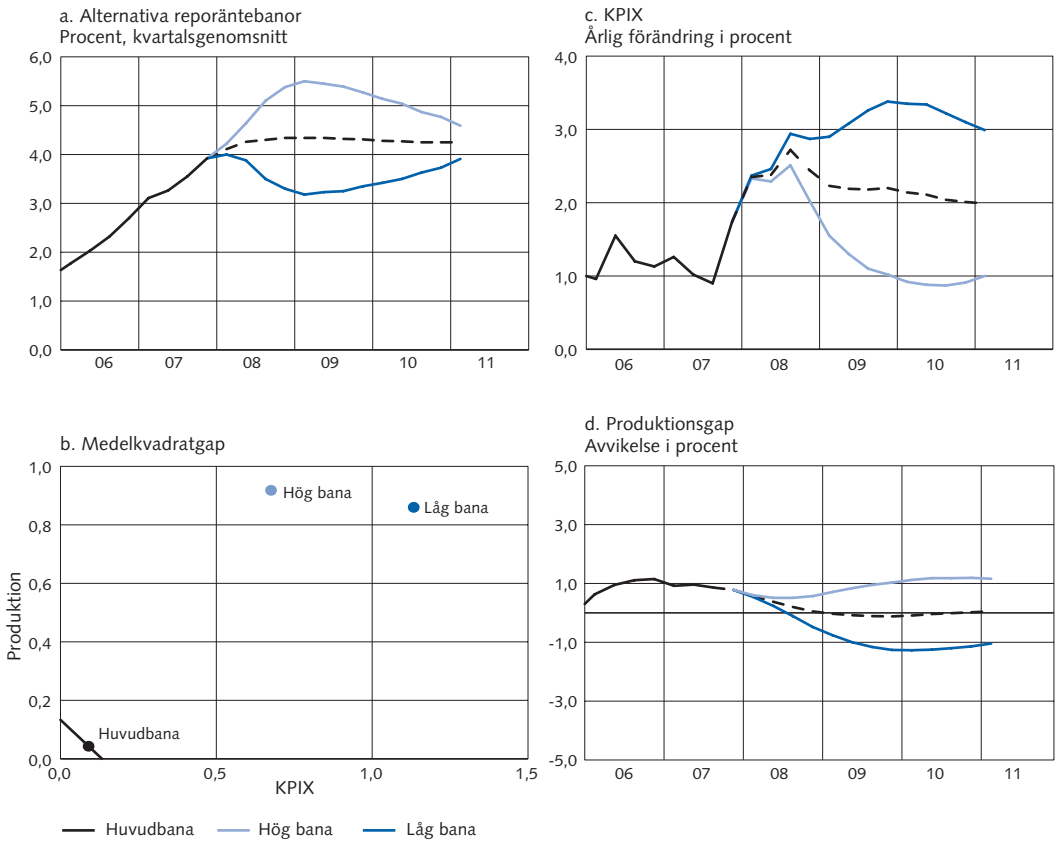 a. Alternativa reporäntebanor
Procent, kvartalsgenomsnitt
6,0
5,0
4,0
3,0
2,0
1,0
0,0
06 07 08 09 10 11
c. KPIX
Årlig förändring i procent
4,0
3,0
2,0
1,0
0,0
06 07 08 09 10 11
b. Medelkvadratgap
1,0
0,8
0,6
0,4
0,2
0,0
Produktion
Hög bana
Låg bana
Huvudbana
0,0 0,5 1,0 1,5
KPIX
d. Produktionsgap
Avvikelse i procent
5,0
3,0
1,0
-1,0
-3,0
-5,0
06 07 08 09 10 11
Huvudbana Hög bana Låg bana